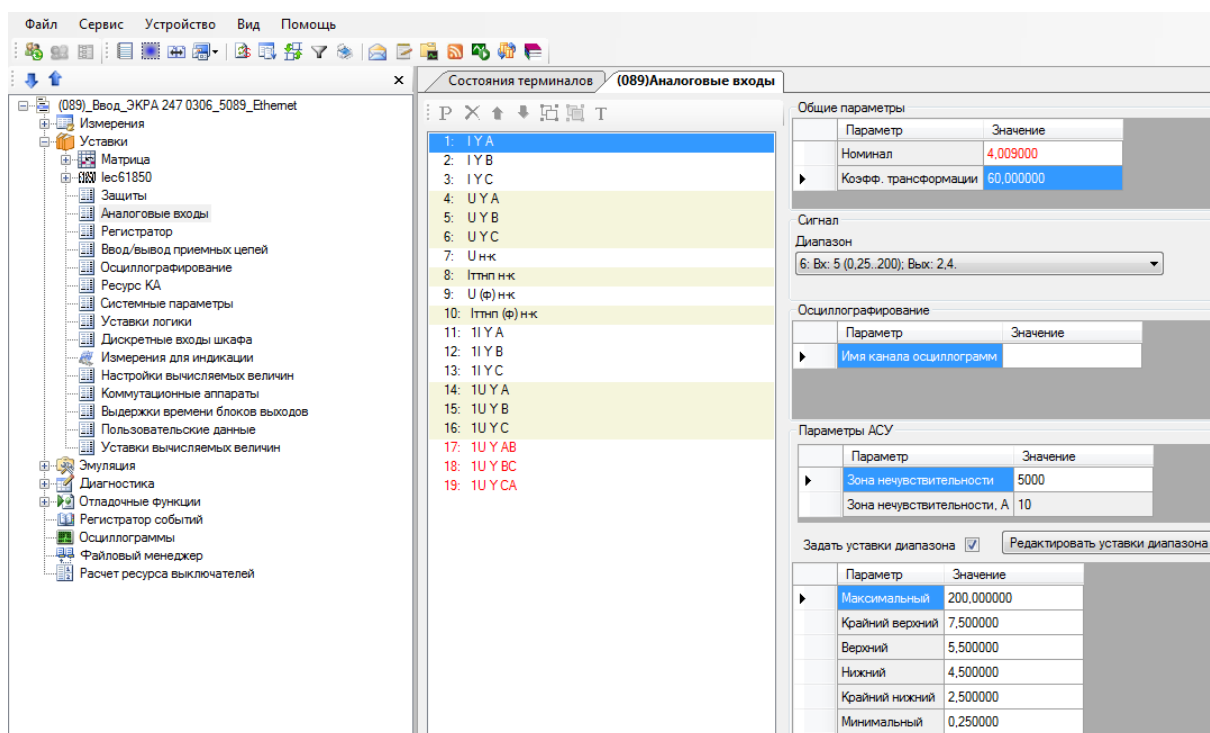 Файл Сервис Устройство Вид Помощь
Состояния терминалов (089)Аналоговые входы
(089)_Ввод_ЭКРА 247 0306_5089_Ethernet
Измерения
Уставки
Матрица
Iec61850
Защиты
Аналоговые входы
Регистратор
Ввод/вывод приемных цепей
Осциллографирование
Ресурс КА
Системные параметры
Уставки логики
Дискретные входы шкафа
Измерения для индикации
Настройки вычисляемых величин
Коммутационные аппараты
Выдержки времени блоков выходов
Пользовательские данные
Уставки вычисляемых величин
Эмуляция
Диагностика
Отладочные функции
Регистратор событий
Осциллограммы
Файловый менеджер
Расчет ресурса выключателей
P T
1: I Y A
2: I Y B
3: I Y C
4: U Y A
5: U Y B
6: U Y C
7: U н-к
8: Iттнп н-к
9: U (ф) н-к
10: Iттнп (ф) н-к
11: 1I Y A
12: 1I Y B
13: 1I Y C
14: 1U Y A
15: 1U Y B
16: 1U Y C
17: 1U Y AB
18: 1U Y BC
19: 1U Y CA
Общие параметры
Параметр Значение
Номинал 4,009000
Коэфф. трансформации 60,000000
Сигнал
Диапазон
6: Вх: 5 (0,25..200); Вых: 2,4.
Осциллографирование
Параметр Значение
Имя канала осциллограмм
Параметры АСУ
Параметр Значение
Зона нечувствительности 5000
Зона нечувствительности, А 10
Задать уставки диапазона Редактировать уставки диапазона
Параметр Значение
Максимальный 200,000000
Крайний верхний 7,500000
Верхний 5,500000
Нижний 4,500000
Крайний нижний 2,500000
Минимальный 0,250000